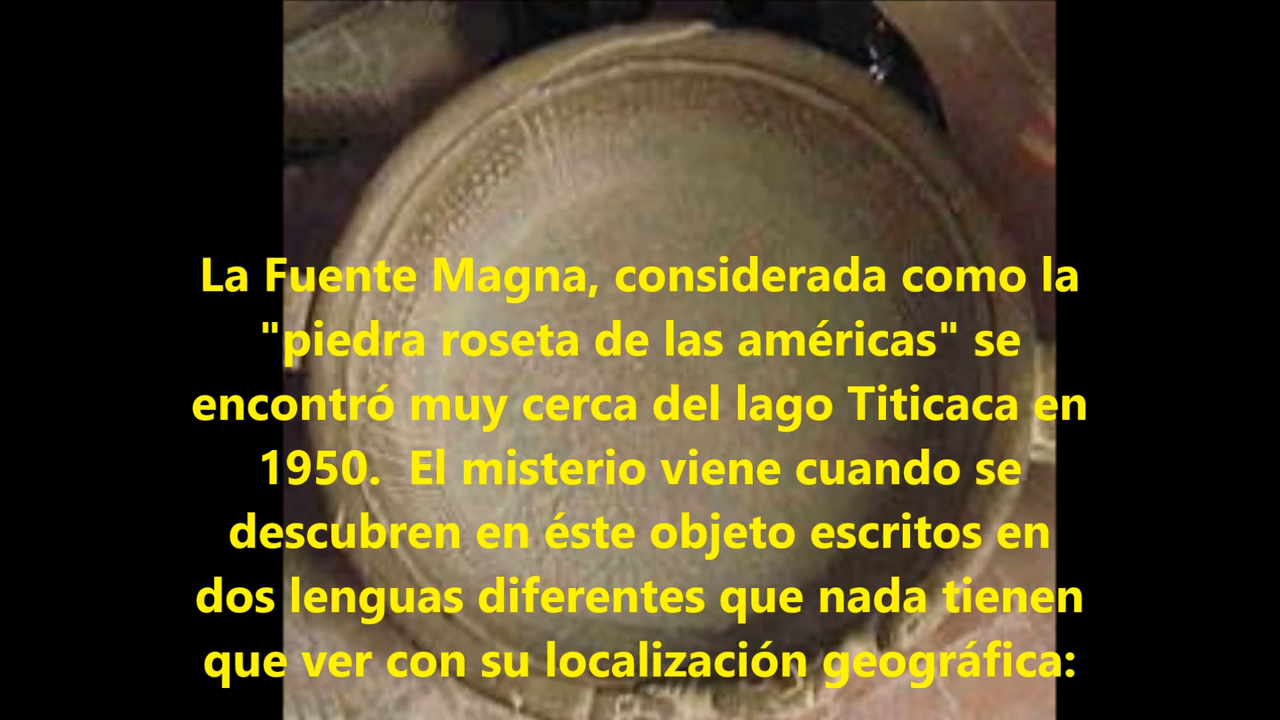 La Fuente Magna, considerada como la
"piedra roseta de las américas" se
encontró muy cerca del lago Titicaca en
1950.  El misterio viene cuando se
descubren en éste objeto escritos en
dos lenguas diferentes que nada tienen
que ver con su localización geográfica: